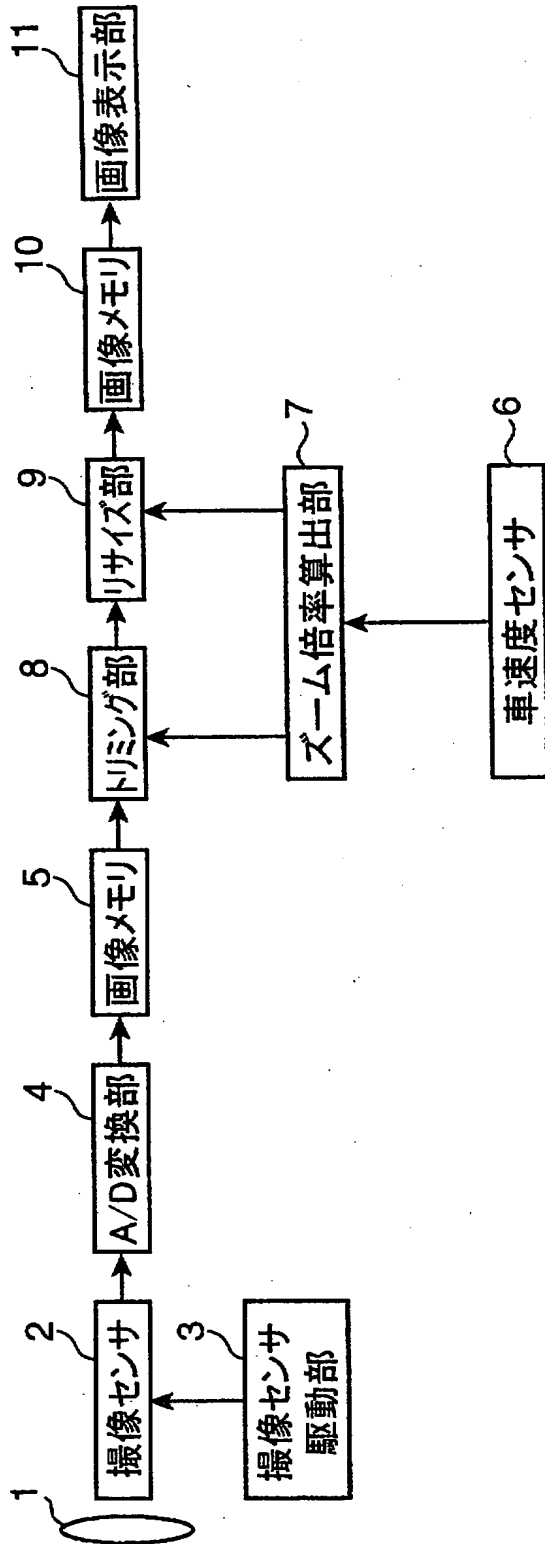 1
2
撮像センサ
3
撮像センサ
駆動部
4
A/D変換部
5
画像メモリ
8
トリミング部
9
リサイズ部
10
画像メモリ
11
画像表示部
7
ズーム倍率算出部
6
車速度センサ